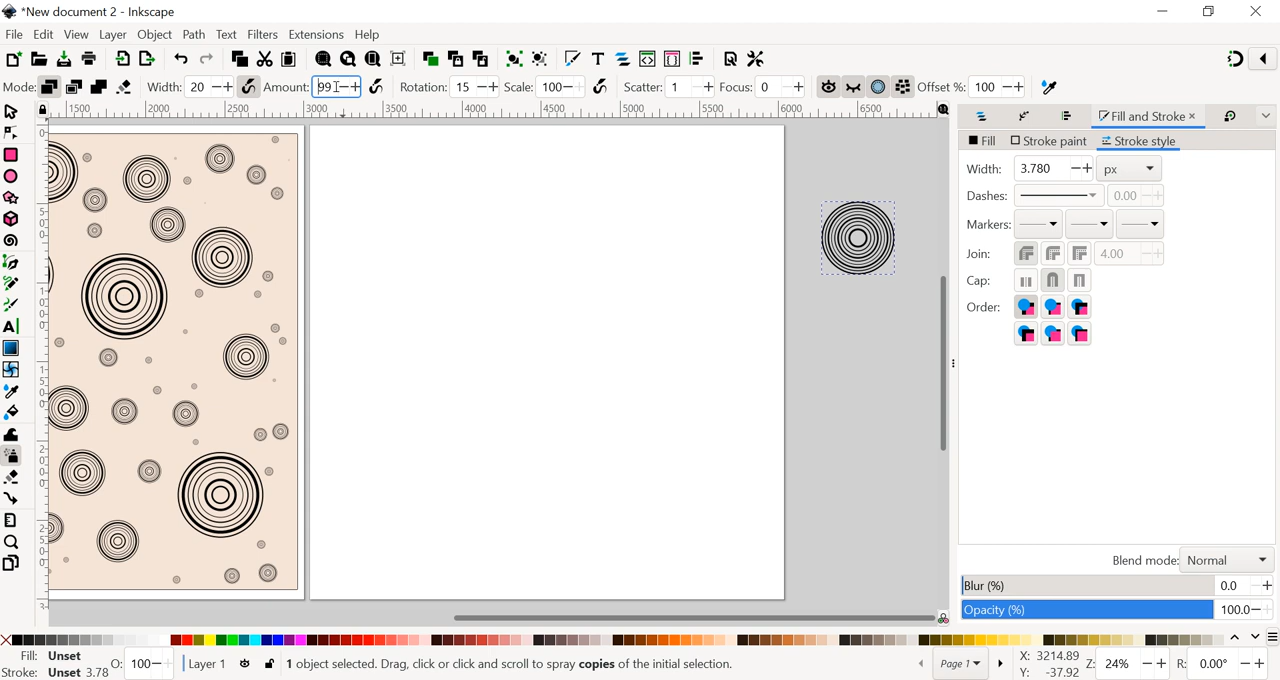 *New document 2 - Inkscape
File Edit View Layer Object Path Text Filters Extensions Help
Mode: Width: 20 Amount: 99 Rotation: 15 Scale: 100 Scatter: 1 Focus: 0 Offset %: 100
1500 2000 2500 3000 3500 4000 4500 5000 5500 6000 6500
Fill and Stroke
Fill Stroke paint Stroke style
Width: 3.780 px
Dashes: 0.00
Markers:
Join: 4.00
Cap:
Order:
Blend mode: Normal
Blur (%) 0.0
Opacity (%) 100.0
Fill: Unset
Stroke: Unset 3.78
O: 100
Layer 1
1 object selected. Drag, click or click and scroll to spray copies of the initial selection.
Page 1
X: 3214.89
Y: -37.92
Z: 24%
R: 0.00°